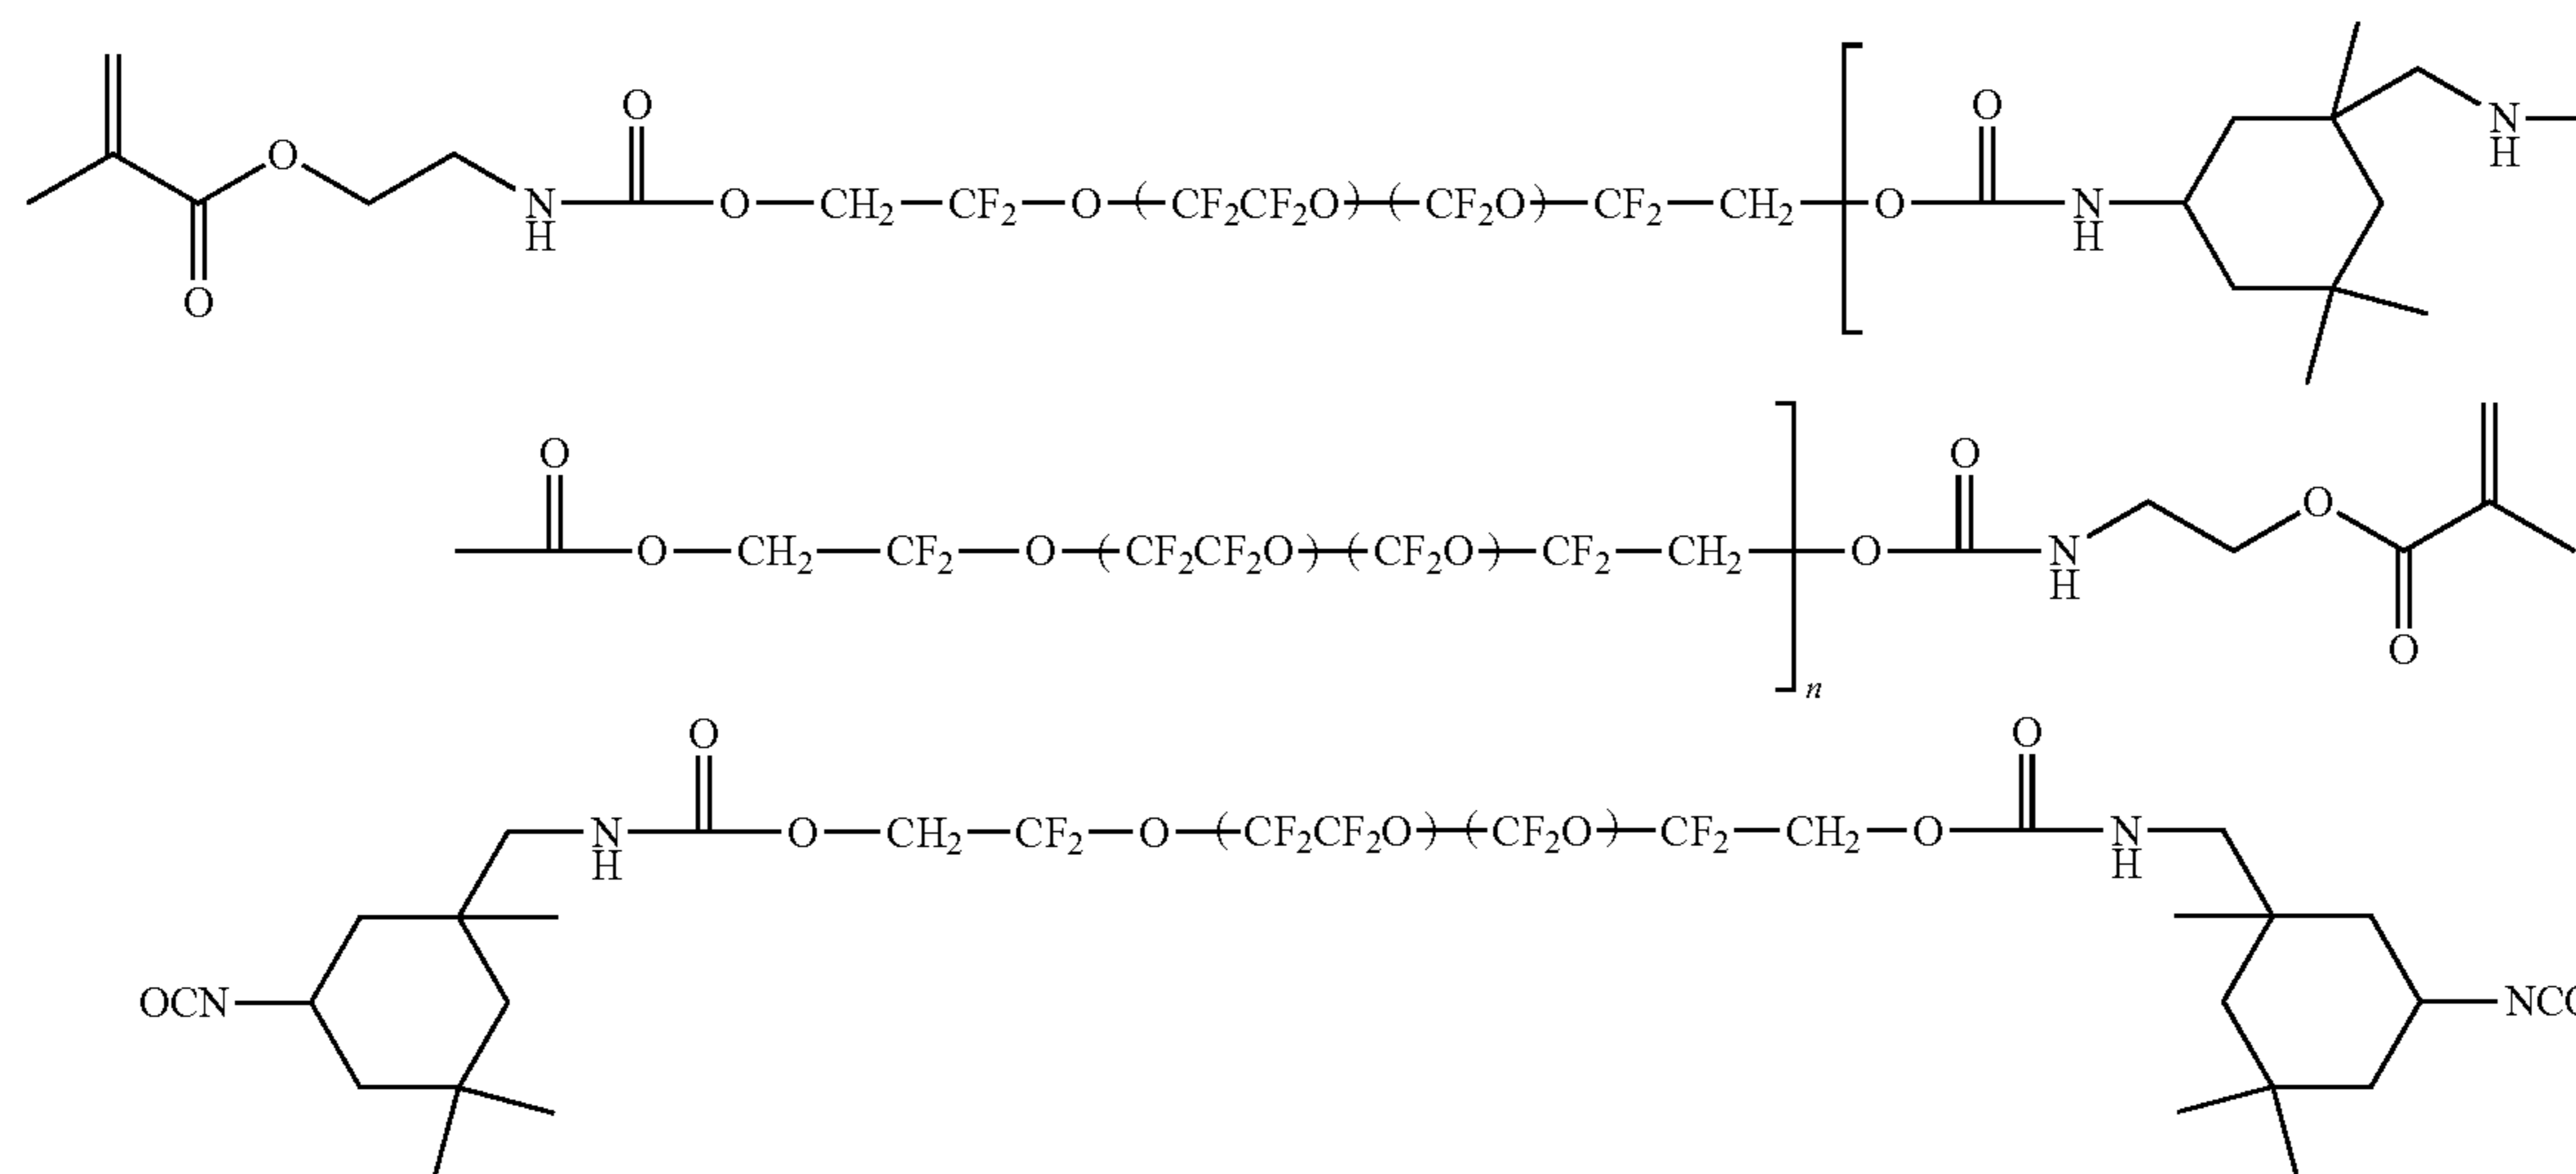 O O
O N H O CH₂ CF₂ O (CF₂CF₂O) (CF₂O) CF₂ CH₂ O N H N H
O
O O
O CH₂ CF₂ O (CF₂CF₂O) (CF₂O) CF₂ CH₂ O N H O
O
n
O O
N H O CH₂ CF₂ O (CF₂CF₂O) (CF₂O) CF₂ CH₂ O N H
OCN NCO